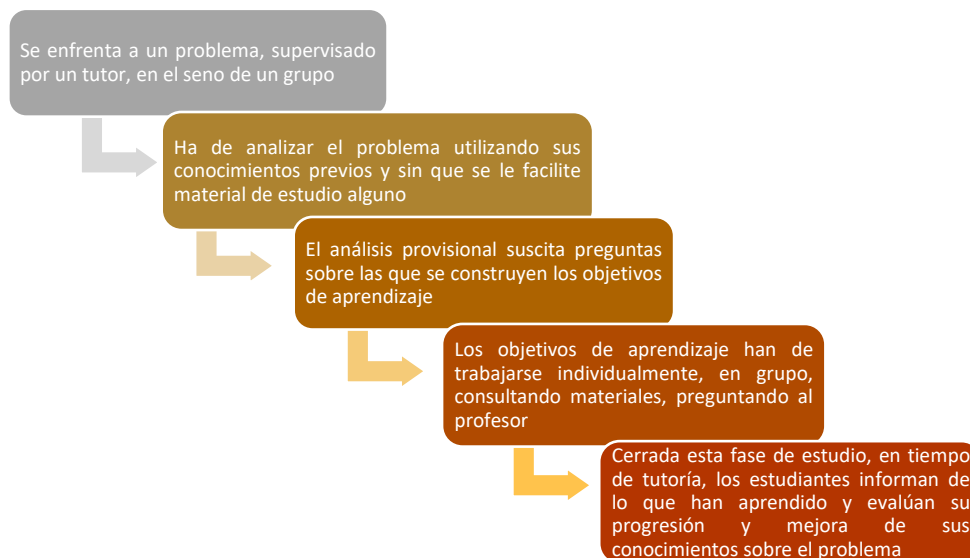 Se enfrenta a un problema, supervisado
por un tutor, en el seno de un grupo
Ha de analizar el problema utilizando sus
conocimientos previos y sin que se le facilite
material de estudio alguno
El análisis provisional suscita preguntas
sobre las que se construyen los objetivos
de aprendizaje
Los objetivos de aprendizaje han de
trabajarse individualmente, en grupo,
consultando materiales, preguntando al
profesor
Cerrada esta fase de estudio, en tiempo
de tutoría, los estudiantes informan de
lo que han aprendido y evalúan su
progresión y mejora de sus
conocimientos sobre el problema